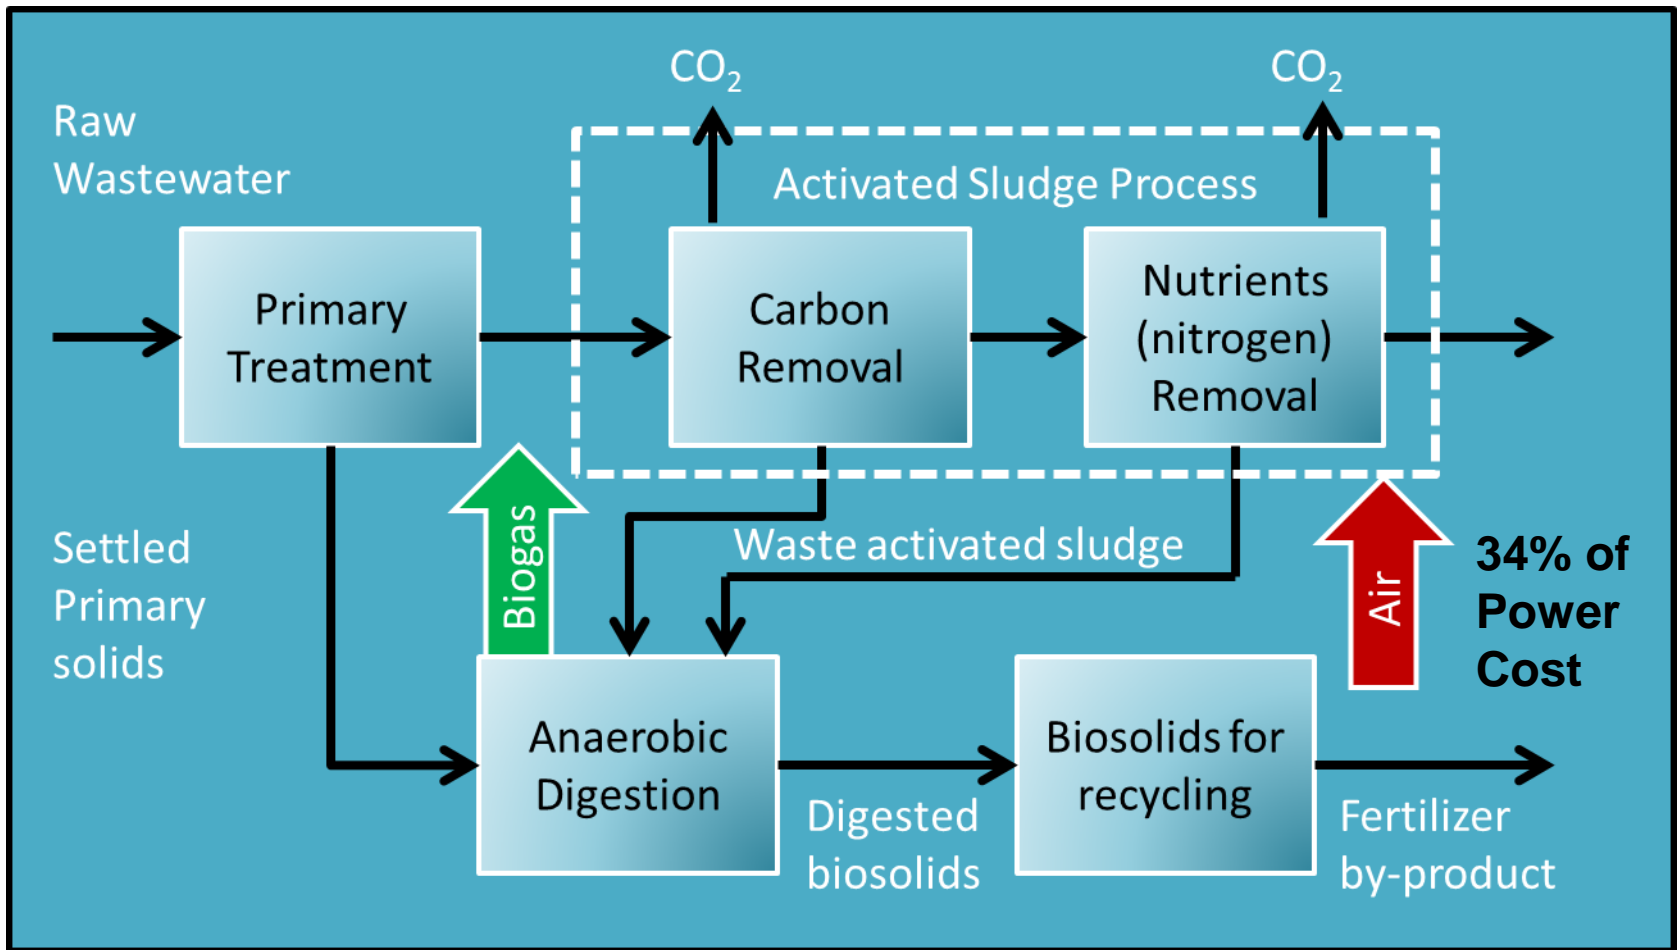 CO₂
CO₂
Raw
Wastewater
Activated Sludge Process
Primary
Treatment
Carbon
Removal
Nutrients
(nitrogen)
Removal
Settled
Primary
solids
Biogas
Waste activated sludge
Air
34% of
Power
Cost
Anaerobic
Digestion
Digested
biosolids
Biosolids for
recycling
Fertilizer
by-product